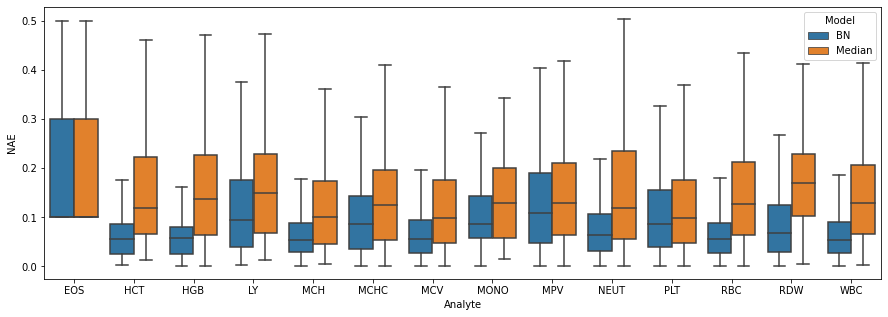 Model
BN
Median
NAE
0.5
0.4
0.3
0.2
0.1
0.0
EOS HCT HGB LY MCH MCHC MCV MONO MPV NEUT PLT RBC RDW WBC
Analyte